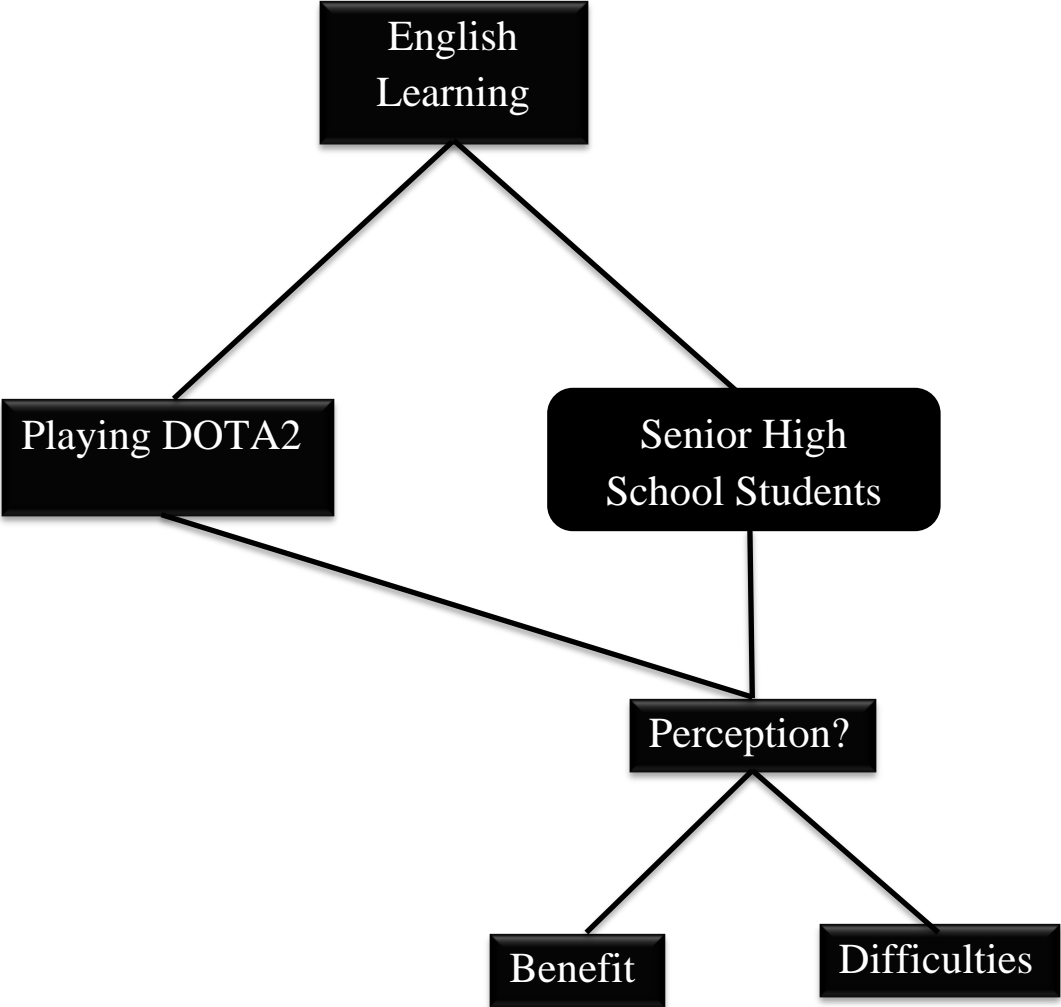 English
Learning
Playing DOTA2
Senior High
School Students
Perception?
Benefit
Difficulties